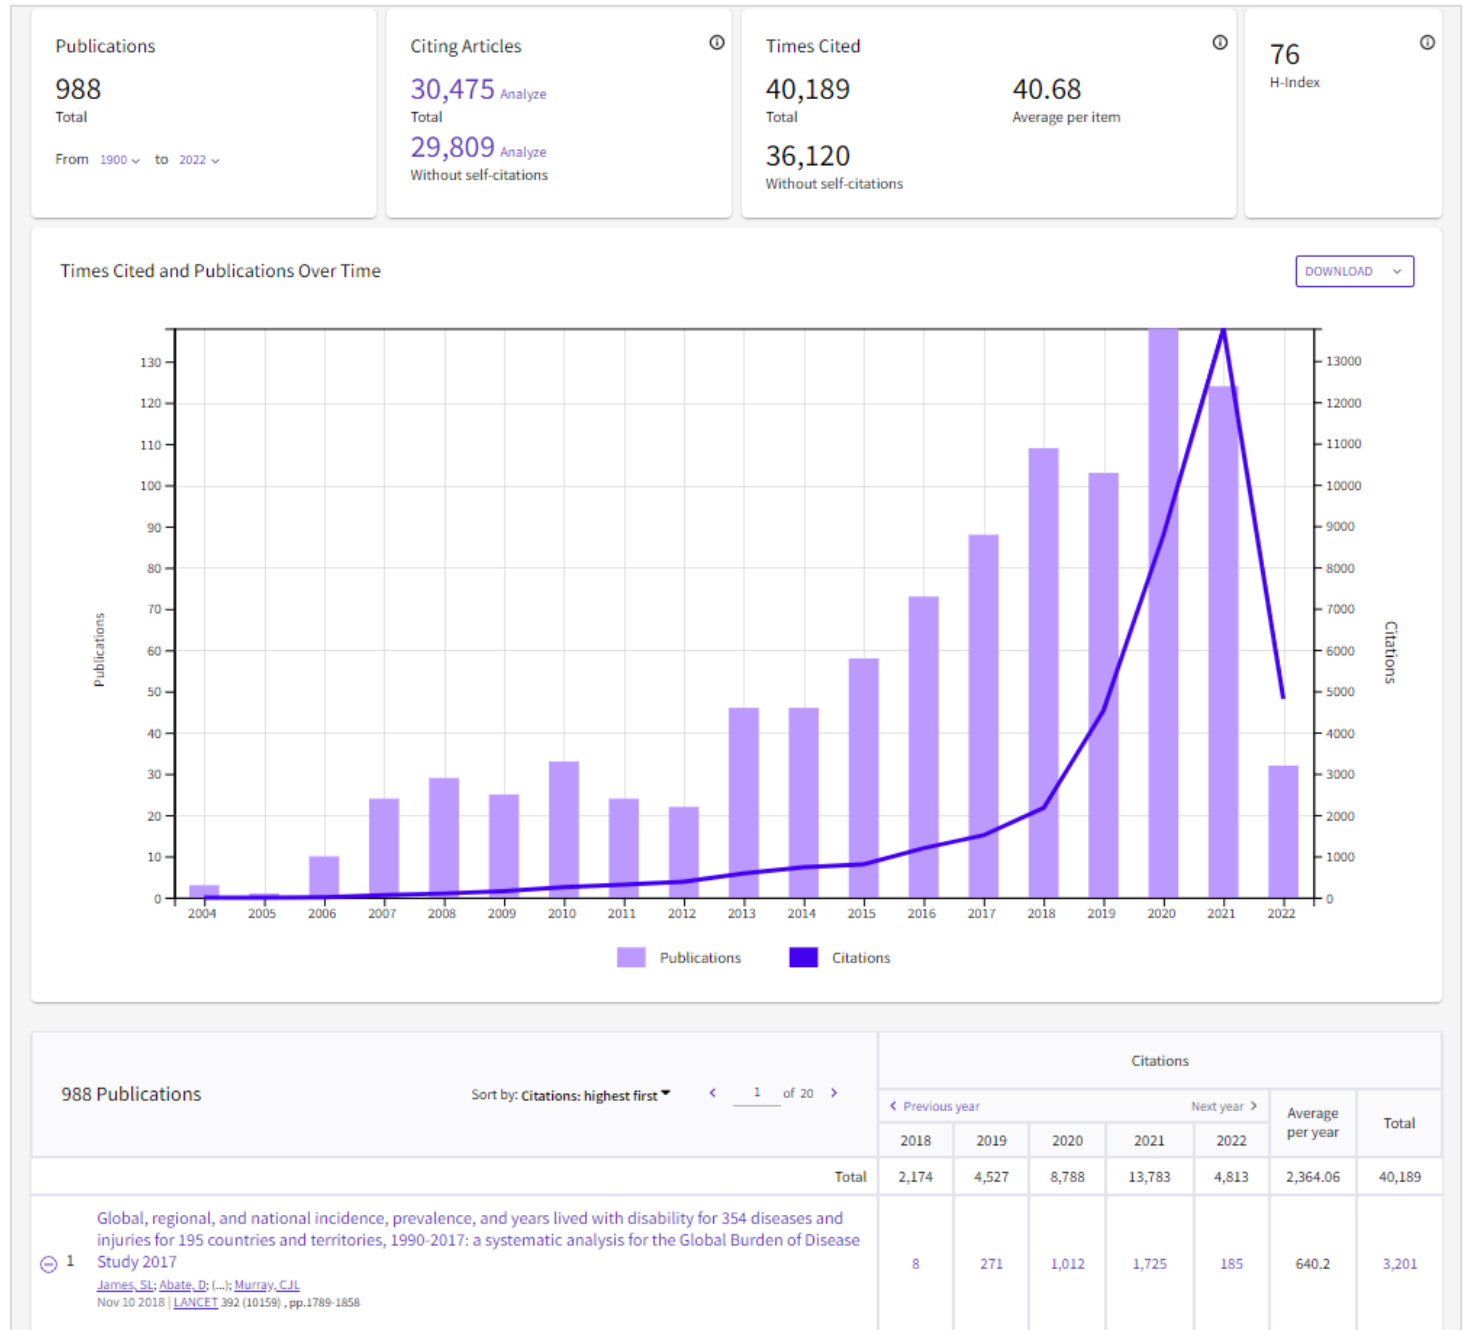 Publications
988
Total
From 1900 to 2022
Citing Articles
30,475 Analyze
Total
29,809 Analyze
Without self-citations
Times Cited
40,189
Total
40.68
Average per item
36,120
Without self-citations
76
H-Index
Times Cited and Publications Over Time
DOWNLOAD
130
120
110
100
90
80
70
60
50
40
30
20
10
0
Publications
13000
12000
11000
10000
9000
8000
7000
6000
5000
4000
3000
2000
1000
0
Citations
2004 2005 2006 2007 2008 2009 2010 2011 2012 2013 2014 2015 2016 2017 2018 2019 2020 2021 2022
Publications Citations
988 Publications
Sort by: Citations: highest first
1 of 20
Citations
< Previous year Next year >
Average per year
Total
2018 2019 2020 2021 2022
Total 2,174 4,527 8,788 13,783 4,813 2,364.06 40,189
1
Global, regional, and national incidence, prevalence, and years lived with disability for 354 diseases and
injuries for 195 countries and territories, 1990-2017: a systematic analysis for the Global Burden of Disease
Study 2017
James, SL; Abate, D; (...); Murray, CJL
Nov 10 2018 | LANCET 392 (10159) , pp.1789-1858
8 271 1,012 1,725 185 640.2 3,201